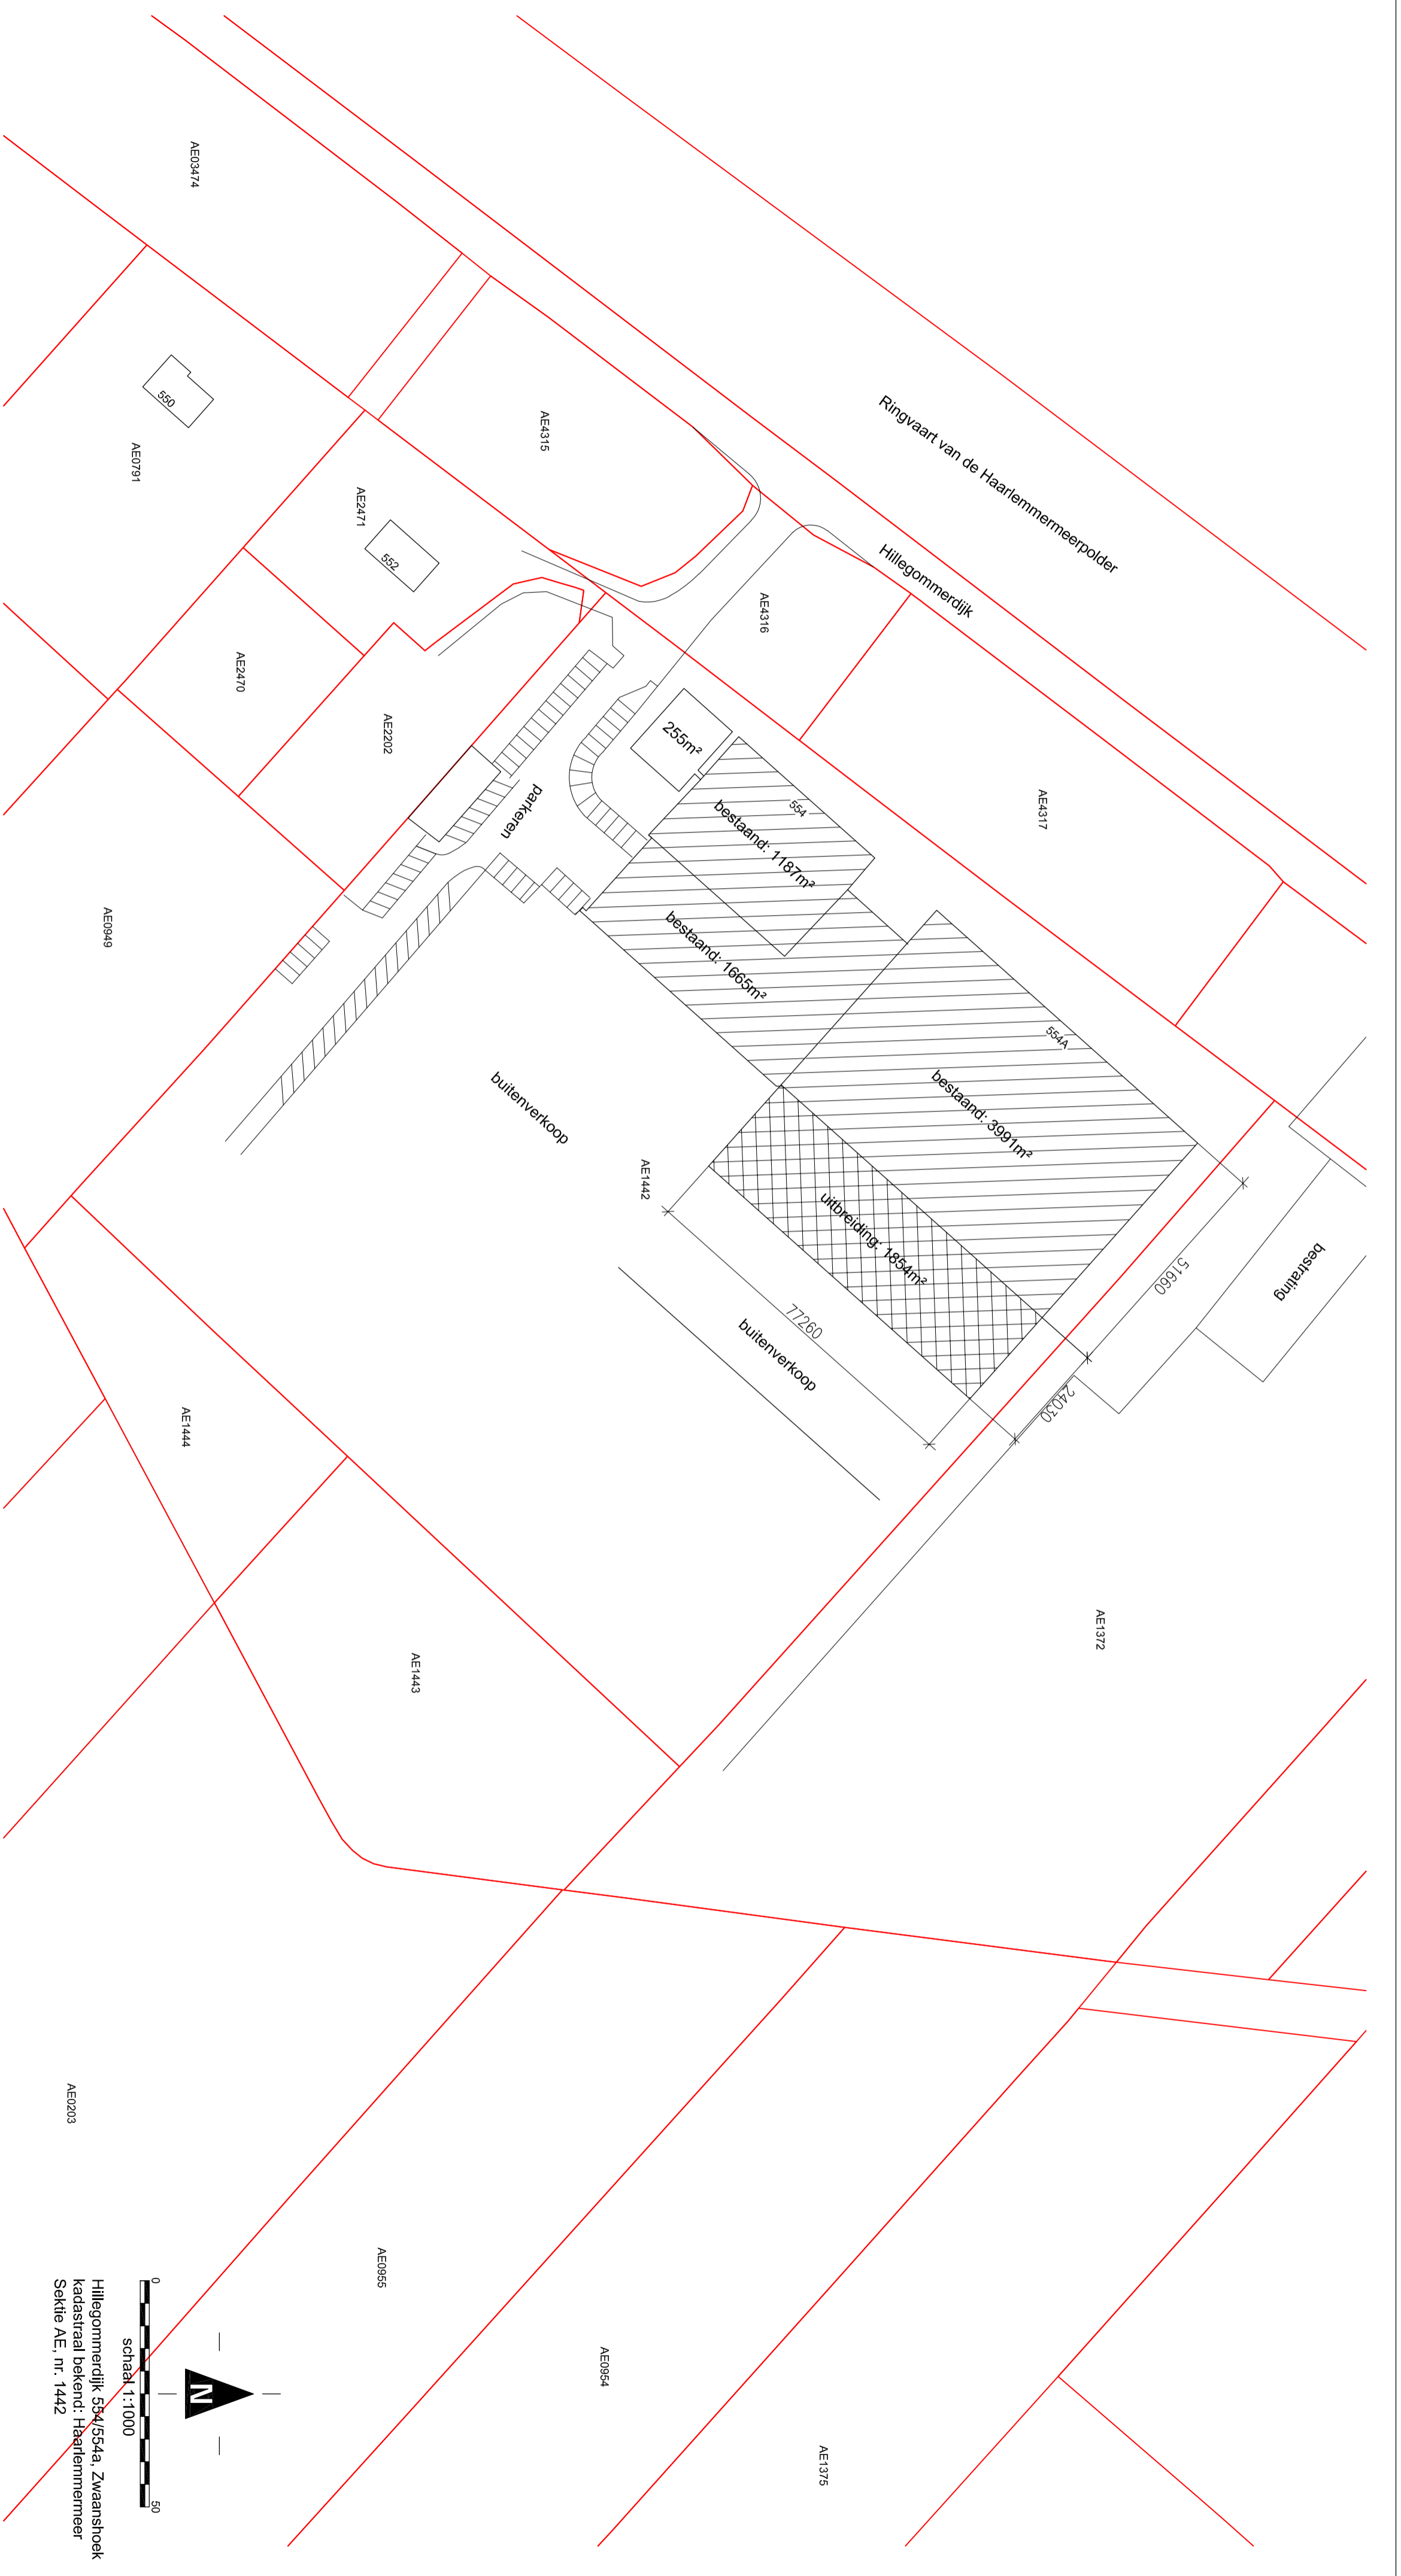 Ringvaart van de Haarlemmermeerpolder
Hillegommerdijk
AE03474
AE4315
AE4316
AE4317
550
AE0791
AE2471
552
AE2470
AE2202
AE0949
255m²
parkeren
554
bestaand: 1187m²
bestaand: 1665m²
554A
bestaand: 3991m²
uitbreiding: 1854m²
buitenverkoop
AE1442
77260
buitenverkoop
51660
24030
bestrating
AE1372
AE1444
AE1443
AE0203
AE0955
AE0954
AE1375
N
0
50
schaal 1:1000
Hillegommerdijk 554/554a, Zwaanshoek
kadastraal bekend: Haarlemmermeer
Sektie AE, nr. 1442